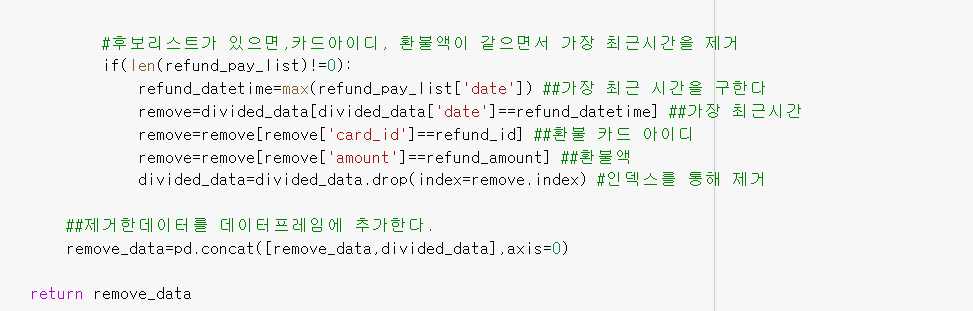 #후보리스트가 있으면,카드아이디, 환불액이 같으면서 가장 최근시간을 제거
if(len(refund_pay_list)!=0):
refund_datetime=max(refund_pay_list['date']) ##가장 최근 시간을 구한다
remove=divided_data[divided_data['date']==refund_datetime] ##가장 최근시간
remove=remove[remove['card_id']==refund_id] ##환불 카드 아이디
remove=remove[remove['amount']==refund_amount] ##환불액
divided_data=divided_data.drop(index=remove.index) #인덱스를 통해 제거
##제거한데이터를 데이터프레임에 추가한다.
remove_data=pd.concat([remove_data,divided_data],axis=0)
return remove_data